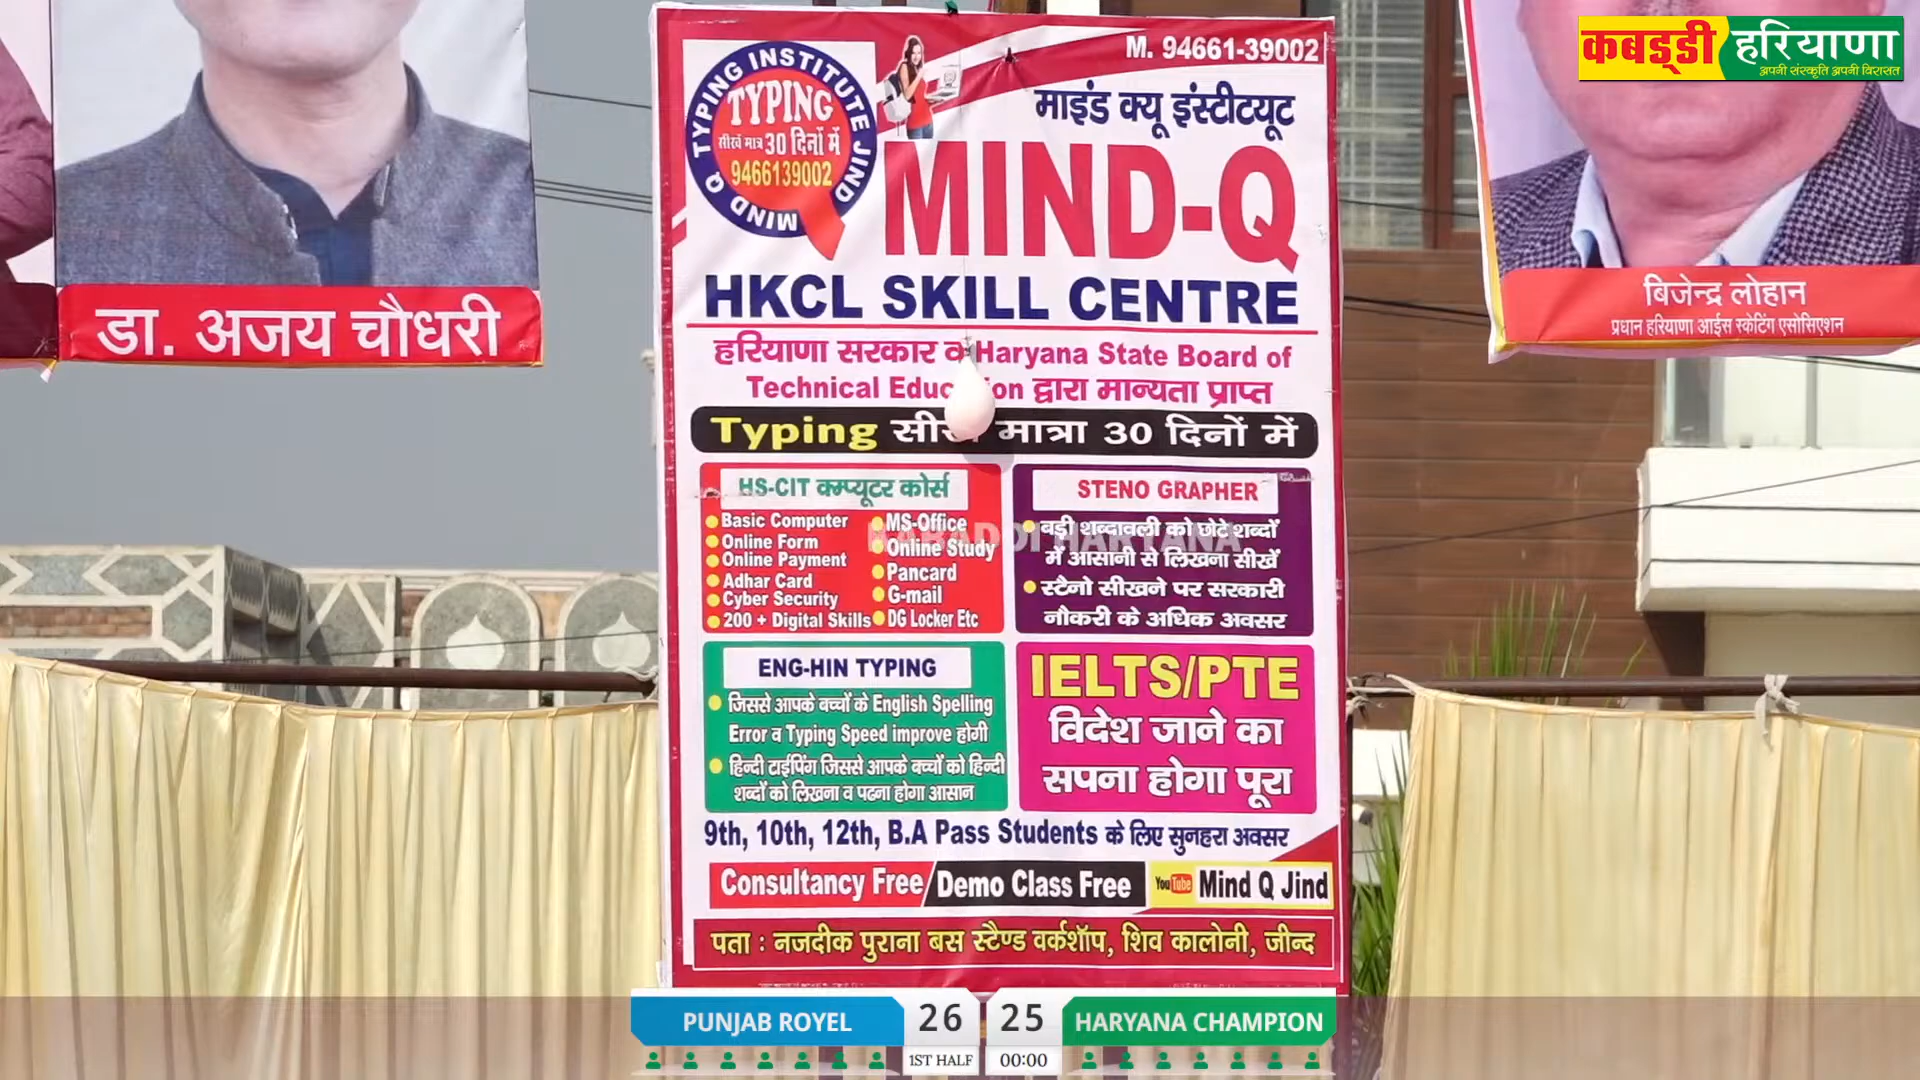 कबड्डी हरियाणा
अपनी संस्कृति अपनी विरासत
डा. अजय चौधरी
बिजेन्द्र लोहान
प्रधान हरियाणा आईस स्केटिंग एसोसिएशन
M. 94661-39002
MIND Q TYPING INSTITUTE JIND
TYPING
सीखें मात्र 30 दिनों में
9466139002
माइंड क्यू इंस्टीटयूट
MIND-Q
HKCL SKILL CENTRE
हरियाणा सरकार व Haryana State Board of
Technical द्वारा मान्यता प्राप्त
Typing मात्रा 30 दिनों में
HS-CIT कम्प्यूटर कोर्स
Basic Computer
Online Form
Online Payment
Adhar Card
Cyber Security
200 + Digital Skills
MS-Office
Online Study
Pancard
G-mail
DG Locker Etc
STENO GRAPHER
बड़ी शब्दावली को छोटे शब्दों
में आसानी से लिखना सीखें
स्टैनो सीखने पर सरकारी
नौकरी के अधिक अवसर
KABADDI HARYANA
ENG-HIN TYPING
जिससे आपके बच्चों के English Spelling
Error व Typing Speed improve होगी
हिन्दी टाईपिंग जिससे आपके बच्चों को हिन्दी
शब्दों को लिखना व पढना होगा आसान
IELTS/PTE
विदेश जाने का
सपना होगा पूरा
9th, 10th, 12th, B.A Pass Students के लिए सुनहरा अवसर
Consultancy Free/ Demo Class Free YouTube Mind Q Jind
पता : नजदीक पुराना बस स्टैण्ड वर्कशॉप, शिव कालोनी, जीन्द
PUNJAB ROYEL 26 25 HARYANA CHAMPION
1ST HALF 00:00